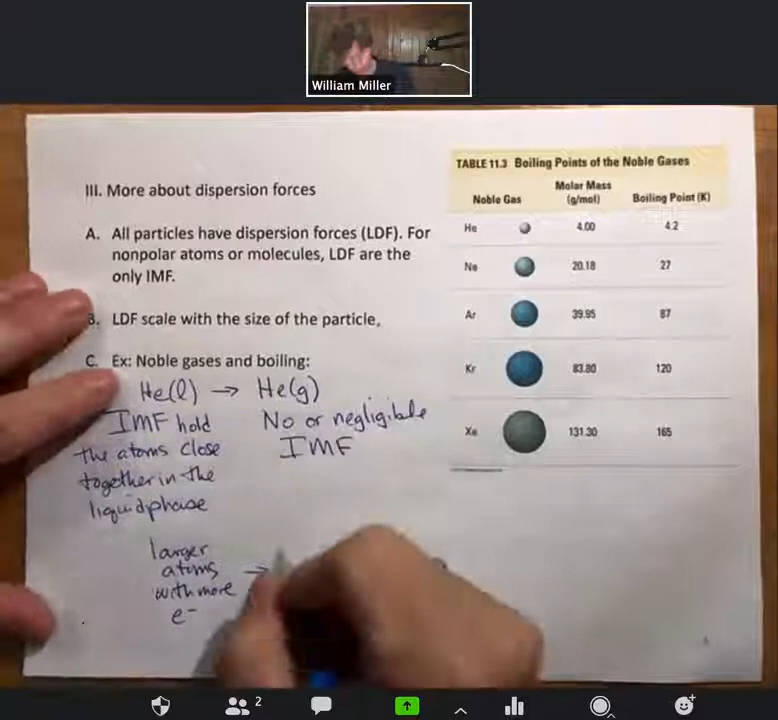 William Miller
III. More about dispersion forces
A. All particles have dispersion forces (LDF). For
nonpolar atoms or molecules, LDF are the
only IMF.
B. LDF scale with the size of the particle,
C. Ex: Noble gases and boiling:
He(l) → He(g)
IMF hold
the atoms close
together in the
liquid phase
No or negligible
IMF
larger
atoms
with more
e-
→
TABLE 11.3 Boiling Points of the Noble Gases
Noble Gas Molar Mass (g/mol) Boiling Point (K)
He 4.00 4.2
Ne 20.18 27
Ar 39.95 87
Kr 83.80 120
Xe 131.30 165
2